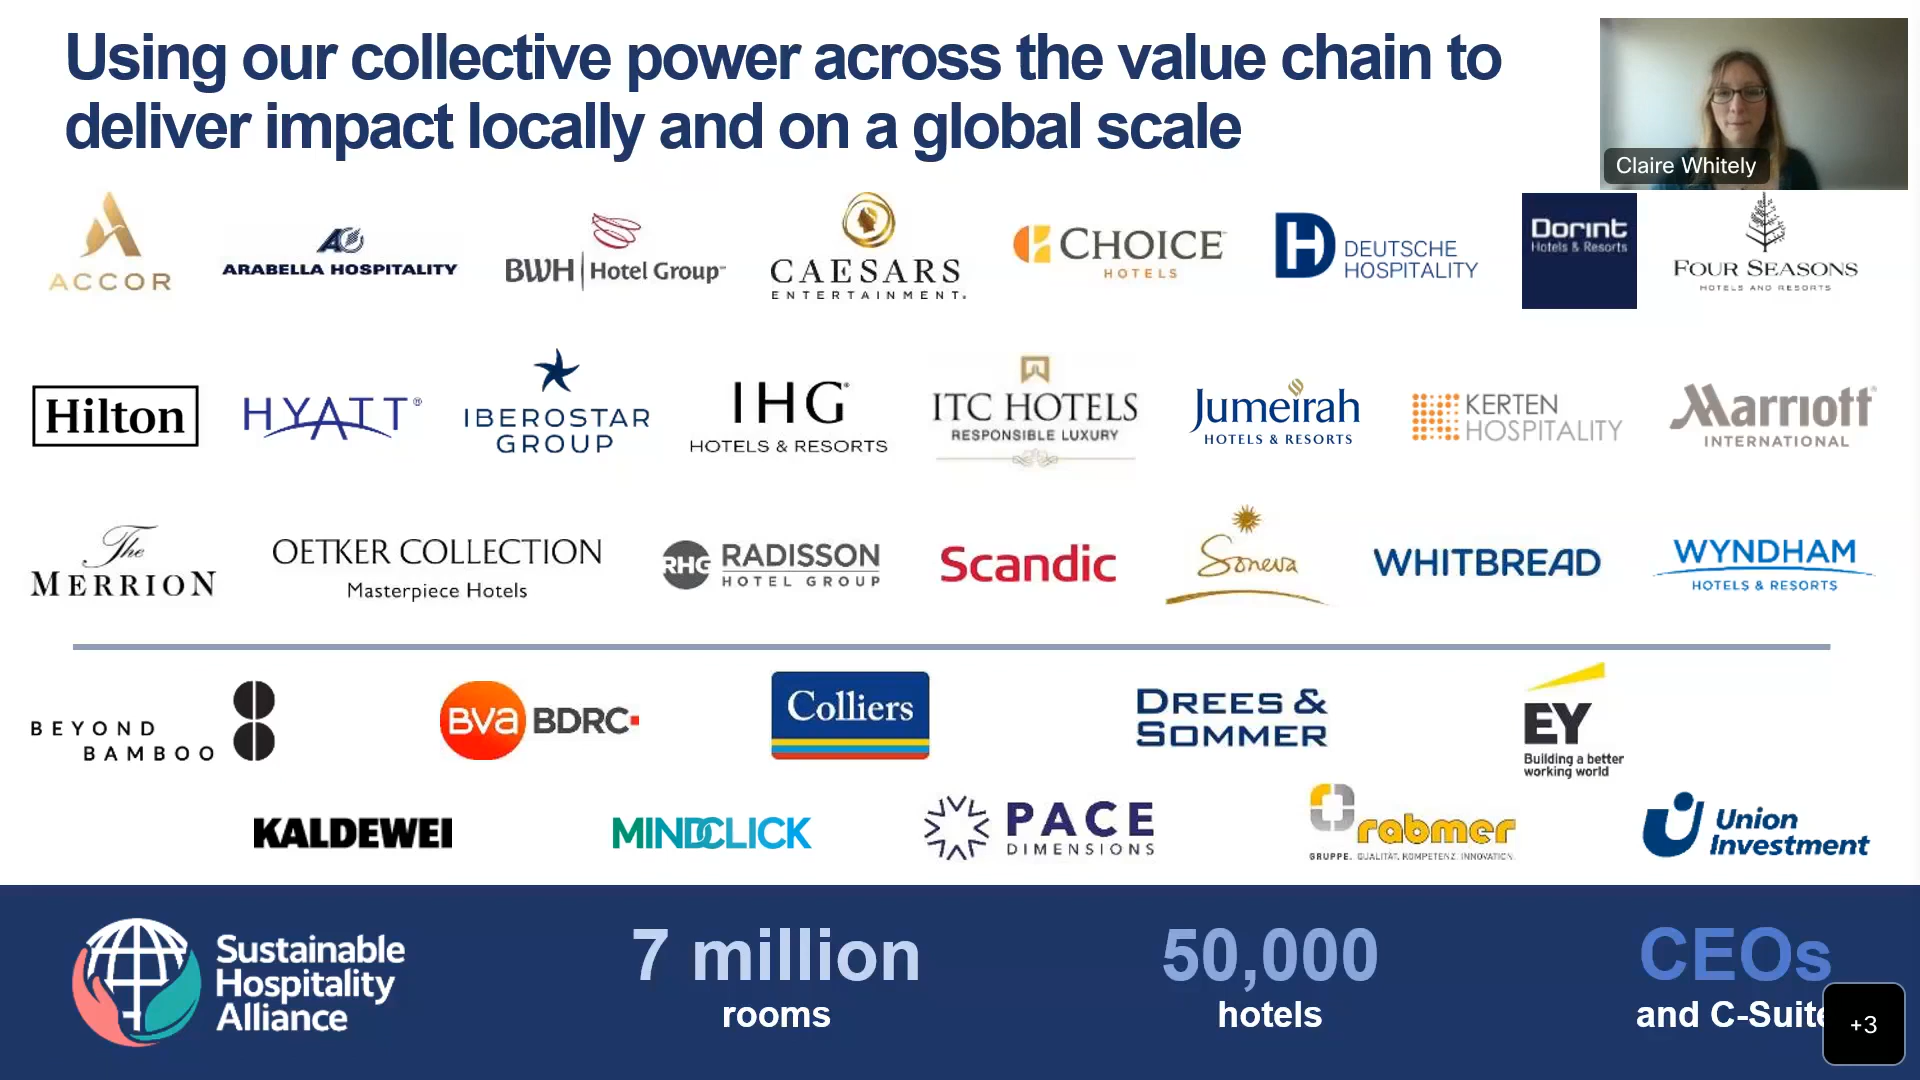 Using our collective power across the value chain to
deliver impact locally and on a global scale
Claire Whitely
ACCOR
ARABELLA HOSPITALITY
BWH Hotel Group
CAESARS
ENTERTAINMENT.
CHOICE
HOTELS
H
DEUTSCHE
HOSPITALITY
Dorint
Hotels & Resorts
FOUR SEASONS
HOTELS AND RESORTS
Hilton
HYATT®
IBEROSTAR
GROUP
IHG®
HOTELS & RESORTS
ITC HOTELS
RESPONSIBLE LUXURY
Jumeirah
HOTELS & RESORTS
KERTEN
HOSPITALITY
Marriott®
INTERNATIONAL
The
MERRION
OETKER COLLECTION
Masterpiece Hotels
RHG
RADISSON
HOTEL GROUP
Scandic
Soneva
WHITBREAD
WYNDHAM
HOTELS & RESORTS
BEYOND
BAMBOO
BVA BDRC
Colliers
DREES &
SOMMER
EY
Building a better
working world
KALDEWEI
MINDCLICK
PACE
DIMENSIONS
rabmer
GRUPPE. QUALITÄT. KOMPETENZ. INNOVATION.
Union
Investment
Sustainable
Hospitality
Alliance
7 million
rooms
50,000
hotels
CEOs
and C-Suite
+3